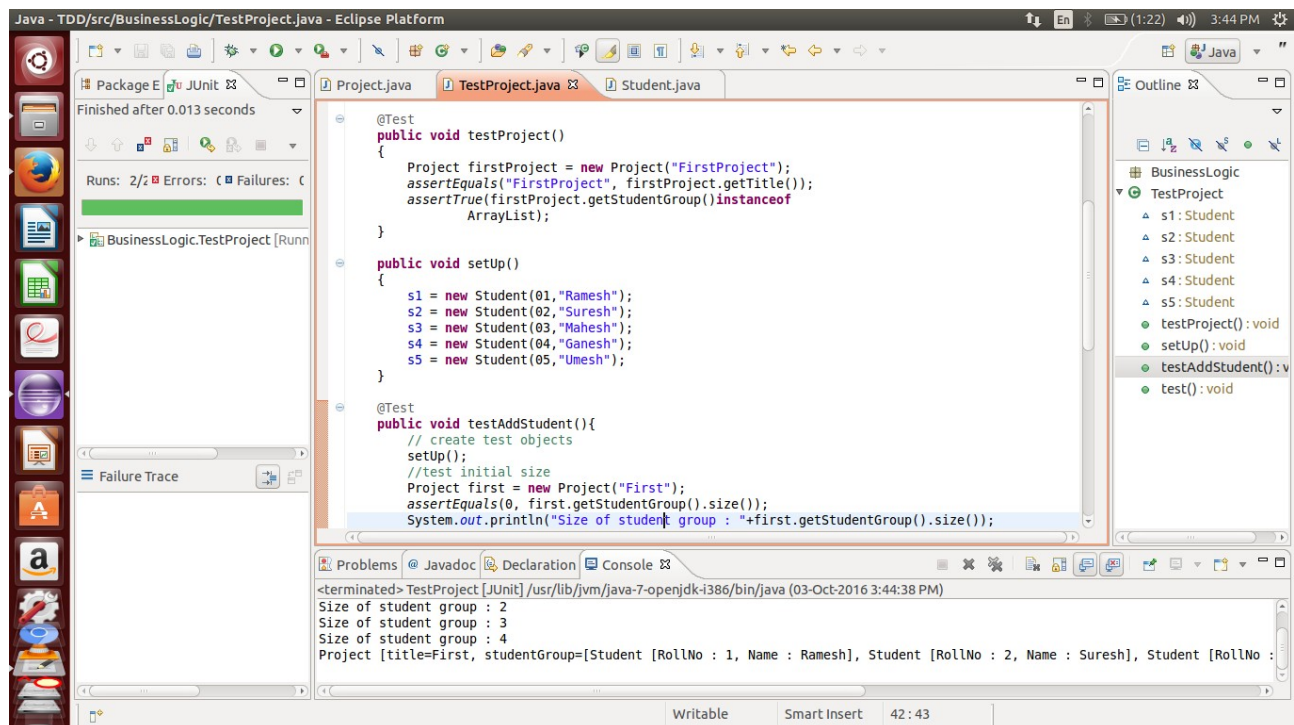 Java - TDD/src/BusinessLogic/TestProject.java - Eclipse Platform
En
(1:22)
3:44 PM
Java
"
Package E
JUnit
Finished after 0.013 seconds
Runs: 2/2
Errors:
Failures:
BusinessLogic.TestProject [Runn
Failure Trace
Project.java
TestProject.java
Student.java
@Test
public void testProject()
{
Project firstProject = new Project("FirstProject");
assertEquals("FirstProject", firstProject.getTitle());
assertTrue(firstProject.getStudentGroup()instanceof
ArrayList);
}
public void setUp()
{
s1 = new Student(01,"Ramesh");
s2 = new Student(02,"Suresh");
s3 = new Student(03,"Mahesh");
s4 = new Student(04,"Ganesh");
s5 = new Student(05,"Umesh");
}
@Test
public void testAddStudent(){
// create test objects
setUp();
//test initial size
Project first = new Project("First");
assertEquals(0, first.getStudentGroup().size());
System.out.println("Size of student group : "+first.getStudentGroup().size());
Outline
BusinessLogic
TestProject
s1 : Student
s2 : Student
s3 : Student
s4 : Student
s5 : Student
testProject() : void
setUp() : void
testAddStudent() : v
test() : void
Problems
@ Javadoc
Declaration
Console
<terminated> TestProject [JUnit] /usr/lib/jvm/java-7-openjdk-i386/bin/java (03-Oct-2016 3:44:38 PM)
Size of student group : 2
Size of student group : 3
Size of student group : 4
Project [title=First, studentGroup=[Student [RollNo : 1, Name : Ramesh], Student [RollNo : 2, Name : Suresh], Student [RollNo :
Writable
Smart Insert
42 : 43